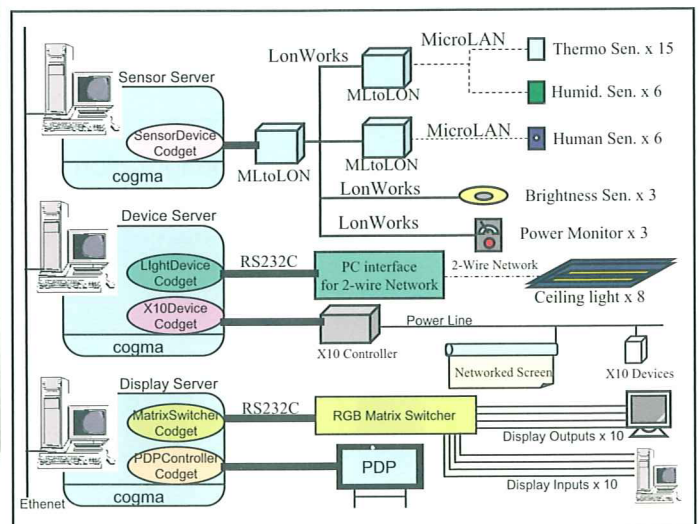 MicroLAN
LonWorks
Thermo Sen. x 15
Sensor Server
MLtoLON
Humid. Sen. x 6
SensorDevice
Codget
MicroLAN
Human Sen. x 6
MLtoLON
MLtoLON
cogma
LonWorks
Brightness Sen. x 3
Device Server
LonWorks
Power Monitor x 3
LIghtDevice
Codget
RS232C
PC interface
for 2-wire Network
2-Wire Network
Ceiling light x 8
X10Device
Codget
Power Line
cogma
X10 Controller
Networked Screen
X10 Devices
Display Server
MatrixSwitcher
Codget
RS232C
RGB Matrix Switcher
Display Outputs x 10
PDPController
Codget
PDP
Display Inputs x 10
cogma
Ethenet